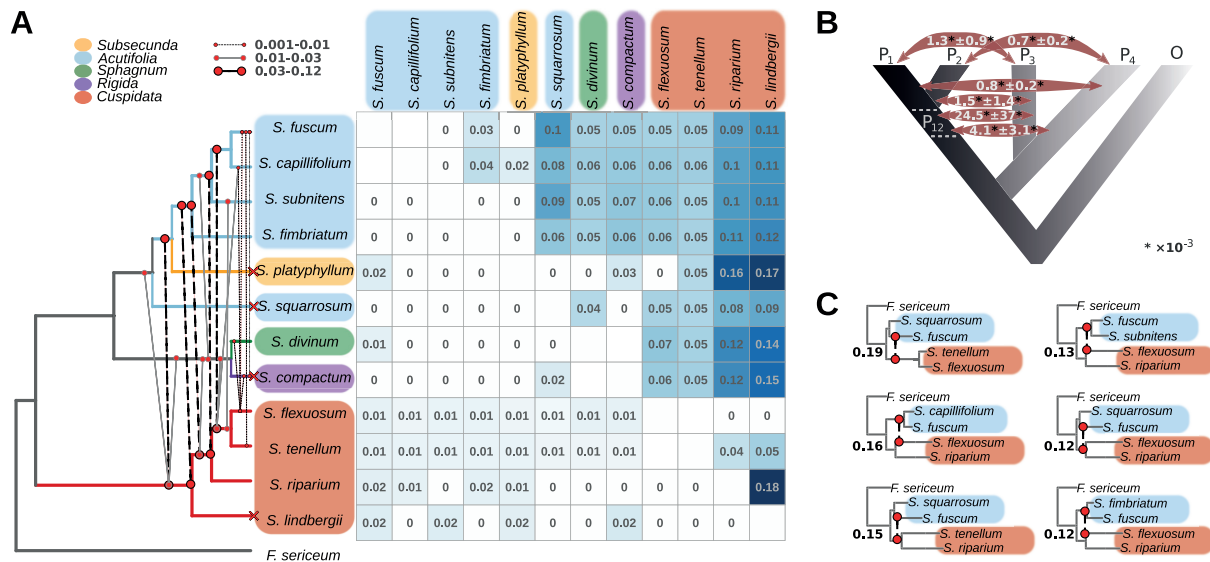 A
Subsecunda
Acutifolia
Sphagnum
Rigida
Cuspidata
0.001-0.01
0.01-0.03
0.03-0.12
S. fuscum
S. capillifolium
S. subnitens
S. fimbriatum
S. platyphyllum
S. squarrosum
S. divinum
S. compactum
S. flexuosum
S. tenellum
S. riparium
S. lindbergii
S. fuscum 0 0.03 0 0.1 0.05 0.05 0.05 0.05 0.09 0.11
S. capillifolium 0 0.04 0.02 0.08 0.06 0.06 0.06 0.06 0.1 0.11
S. subnitens 0 0 0 0 0.09 0.05 0.07 0.06 0.05 0.1 0.11
S. fimbriatum 0 0 0 0 0.06 0.05 0.06 0.06 0.05 0.11 0.12
S. platyphyllum 0.02 0 0 0 0 0 0.03 0 0.05 0.16 0.17
S. squarrosum 0 0 0 0 0 0.04 0 0.05 0.05 0.08 0.09
S. divinum 0.01 0 0 0 0 0 0.07 0.05 0.12 0.14
S. compactum 0 0 0 0 0 0.02 0.06 0.05 0.12 0.15
S. flexuosum 0.01 0.01 0.01 0.01 0.01 0.01 0.01 0.01 0 0
S. tenellum 0.01 0.01 0.01 0.01 0.01 0.01 0.01 0.01 0.04 0.05
S. riparium 0.02 0.01 0 0.02 0.01 0 0 0 0 0 0.18
S. lindbergii 0.02 0 0.02 0 0.02 0 0 0.02 0 0 0
F. sericeum
B
1.3*±0.9* 0.7*±0.2*
P1 P2 P3 P4 O
0.8*±0.2*
1.5*±1.4*
24.5*±37*
P12
4.1*±3.1*
* ×10-3
C
F. sericeum
S. squarrosum
S. fuscum
0.19
S. tenellum
S. flexuosum
F. sericeum
S. fuscum
S. subnitens
0.13
S. flexuosum
S. riparium
F. sericeum
S. capillifolium
S. fuscum
0.16
S. flexuosum
S. riparium
F. sericeum
S. squarrosum
S. fuscum
0.12
S. flexuosum
S. riparium
F. sericeum
S. squarrosum
S. fuscum
0.15
S. tenellum
S. riparium
F. sericeum
S. fimbriatum
S. fuscum
0.12
S. flexuosum
S. riparium